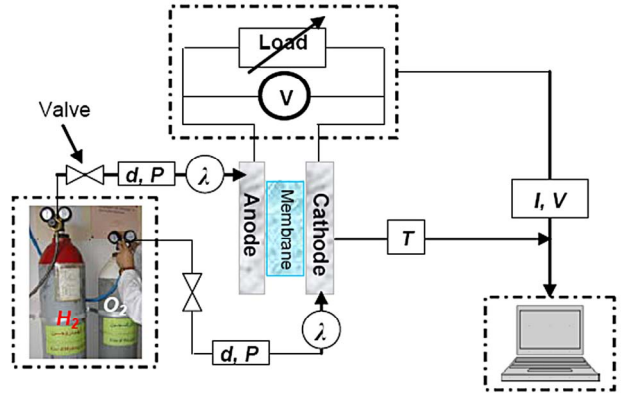 Load
V
Valve
d, P
λ
Anode
Membrane
Cathode
I, V
T
H2
O2
λ
d, P